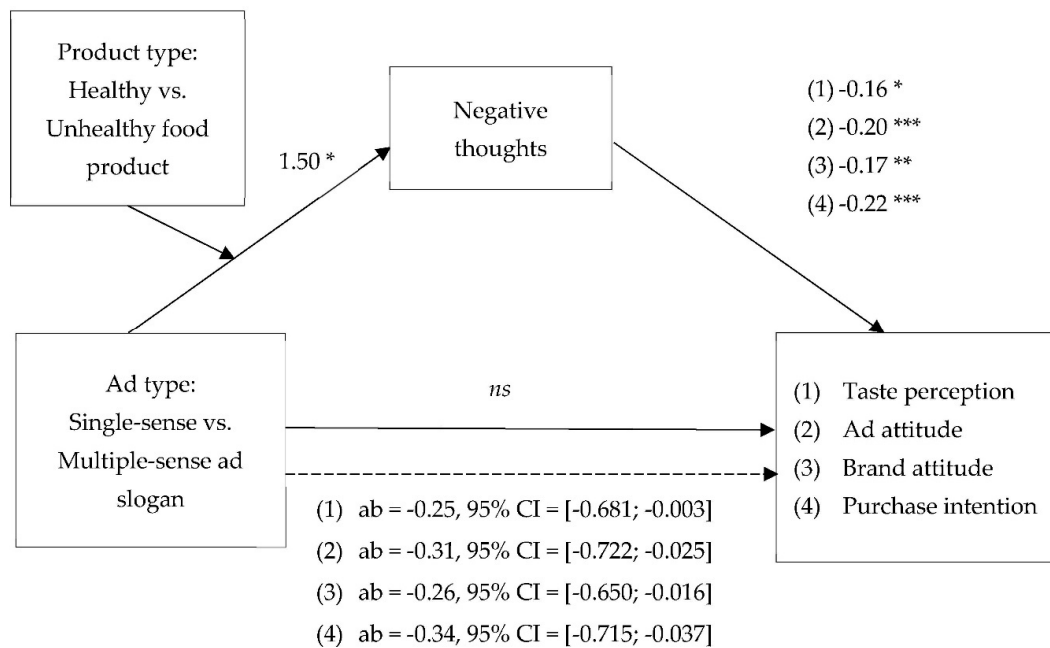 Product type:
Healthy vs.
Unhealthy food
product
Negative
thoughts
1.50 *
(1) -0.16 *
(2) -0.20 ***
(3) -0.17 **
(4) -0.22 ***
Ad type:
Single-sense vs.
Multiple-sense ad
slogan
ns
(1) Taste perception
(2) Ad attitude
(3) Brand attitude
(4) Purchase intention
(1) ab = -0.25, 95% CI = [-0.681; -0.003]
(2) ab = -0.31, 95% CI = [-0.722; -0.025]
(3) ab = -0.26, 95% CI = [-0.650; -0.016]
(4) ab = -0.34, 95% CI = [-0.715; -0.037]